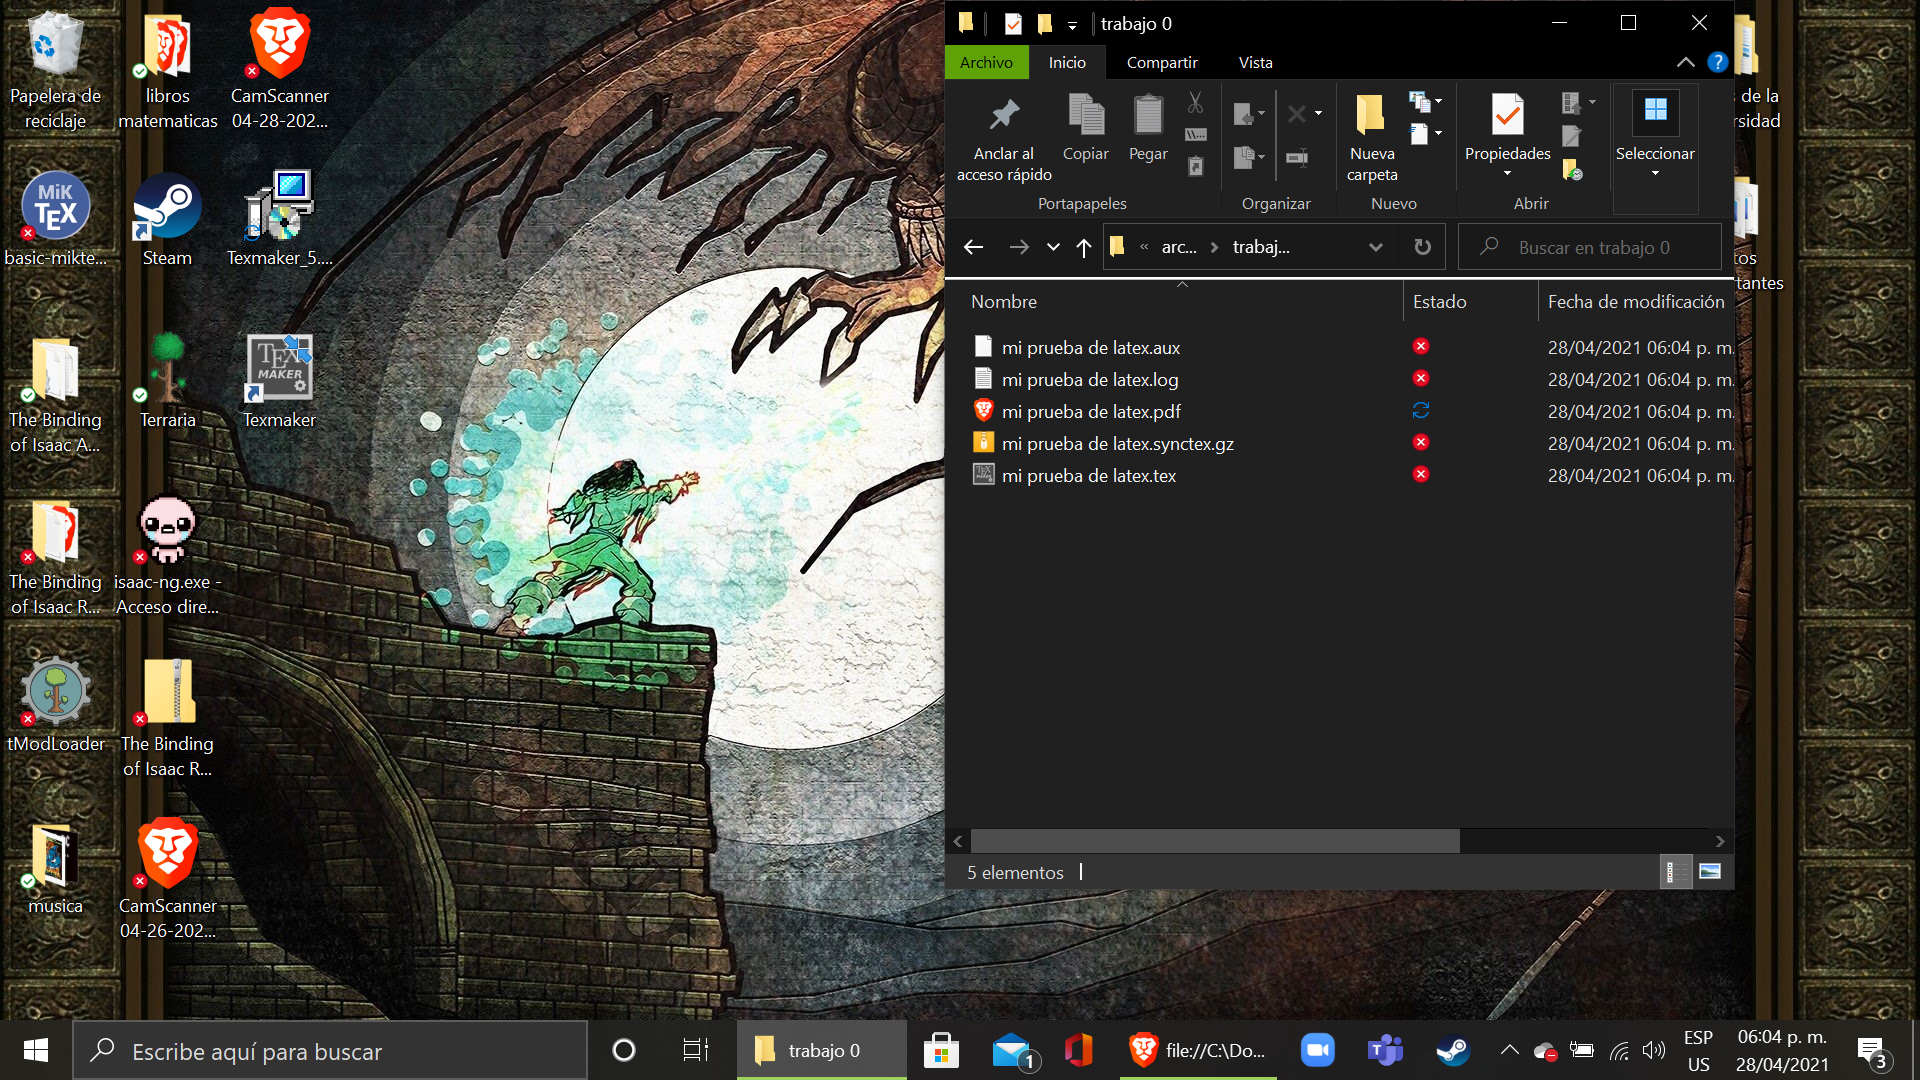 Papelera de
reciclaje
libros
matematicas
CamScanner
04-28-202...
MiK
TEX
basic-mikte...
Steam
Texmaker_5....
The Binding
of Isaac A...
Terraria
TEX
MAKER
Texmaker
The Binding
of Isaac R...
isaac-ng.exe -
Acceso dire...
tModLoader
The Binding
of Isaac R...
musica
CamScanner
04-26-202...
trabajo 0
Archivo
Inicio
Compartir
Vista
Anclar al
acceso rápido
Copiar
Pegar
Portapapeles
Organizar
Nueva
carpeta
Nuevo
Propiedades
Abrir
Seleccionar
« arc... > trabaj...
Buscar en trabajo 0
Nombre Estado Fecha de modificación
mi prueba de latex.aux 28/04/2021 06:04 p. m.
mi prueba de latex.log 28/04/2021 06:04 p. m.
mi prueba de latex.pdf 28/04/2021 06:04 p. m.
mi prueba de latex.synctex.gz 28/04/2021 06:04 p. m.
mi prueba de latex.tex 28/04/2021 06:04 p. m.
5 elementos
de la
rsidad
tos
tantes
Escribe aquí para buscar
trabajo 0
1
file://C:\Do...
ESP
US
06:04 p. m.
28/04/2021
3